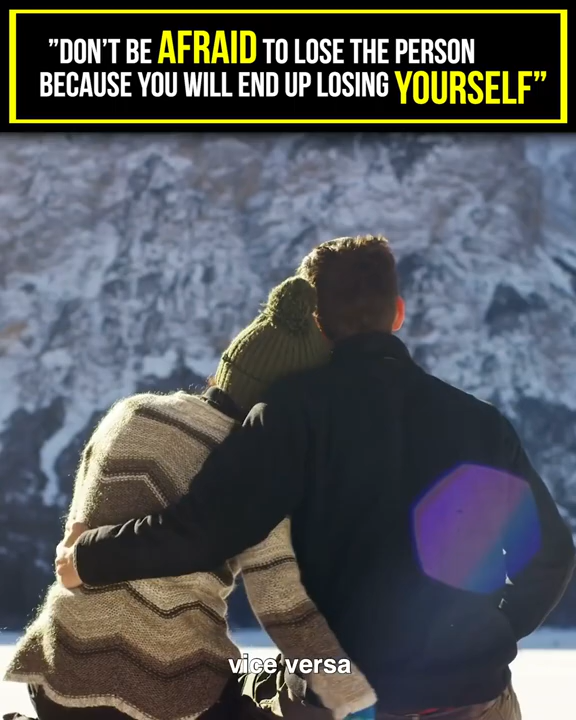 ”DON’T BE AFRAID TO LOSE THE PERSON
BECAUSE YOU WILL END UP LOSING YOURSELF”
vice versa